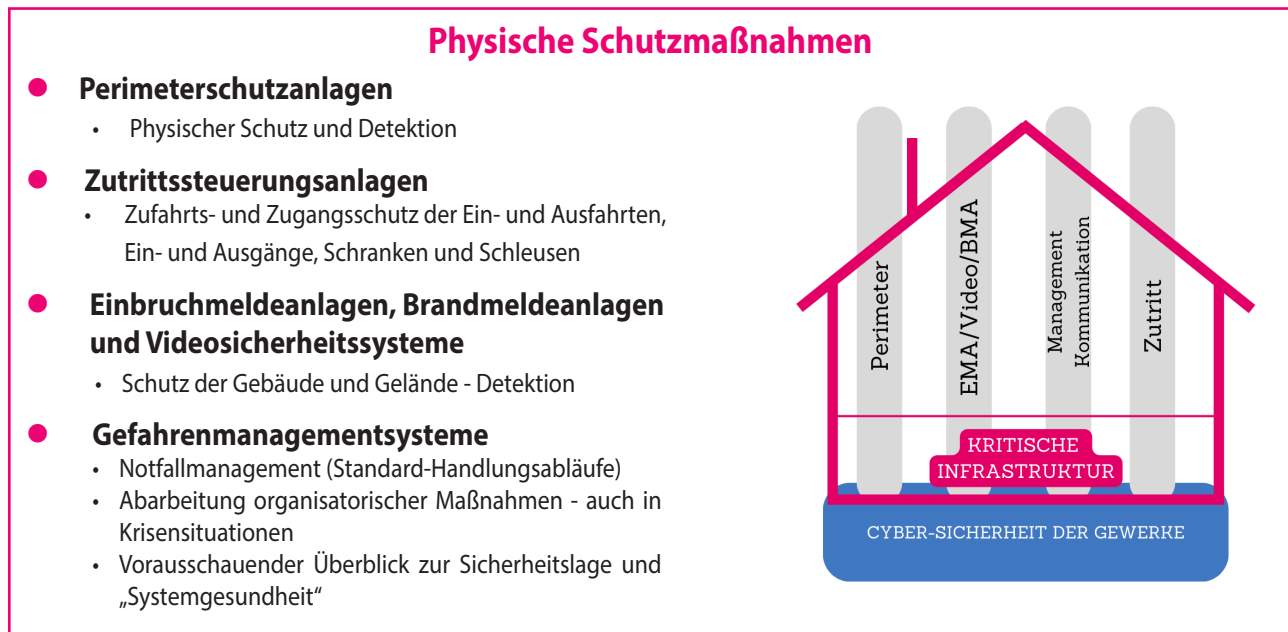 Physische Schutzmaßnahmen
● Perimeterschutzanlagen
• Physischer Schutz und Detektion
● Zutrittssteuerungsanlagen
• Zufahrts- und Zugangsschutz der Ein- und Ausfahrten,
Ein- und Ausgänge, Schranken und Schleusen
● Einbruchmeldeanlagen, Brandmeldeanlagen
und Videosicherheitssysteme
• Schutz der Gebäude und Gelände - Detektion
● Gefahrenmanagementsysteme
• Notfallmanagement (Standard-Handlungsabläufe)
• Abarbeitung organisatorischer Maßnahmen - auch in
Krisensituationen
• Vorausschauender Überblick zur Sicherheitslage und
„Systemgesundheit“
Perimeter
EMA/Video/BMA
Management
Kommunikation
Zutritt
KRITISCHE
INFRASTRUKTUR
CYBER-SICHERHEIT DER GEWERKE